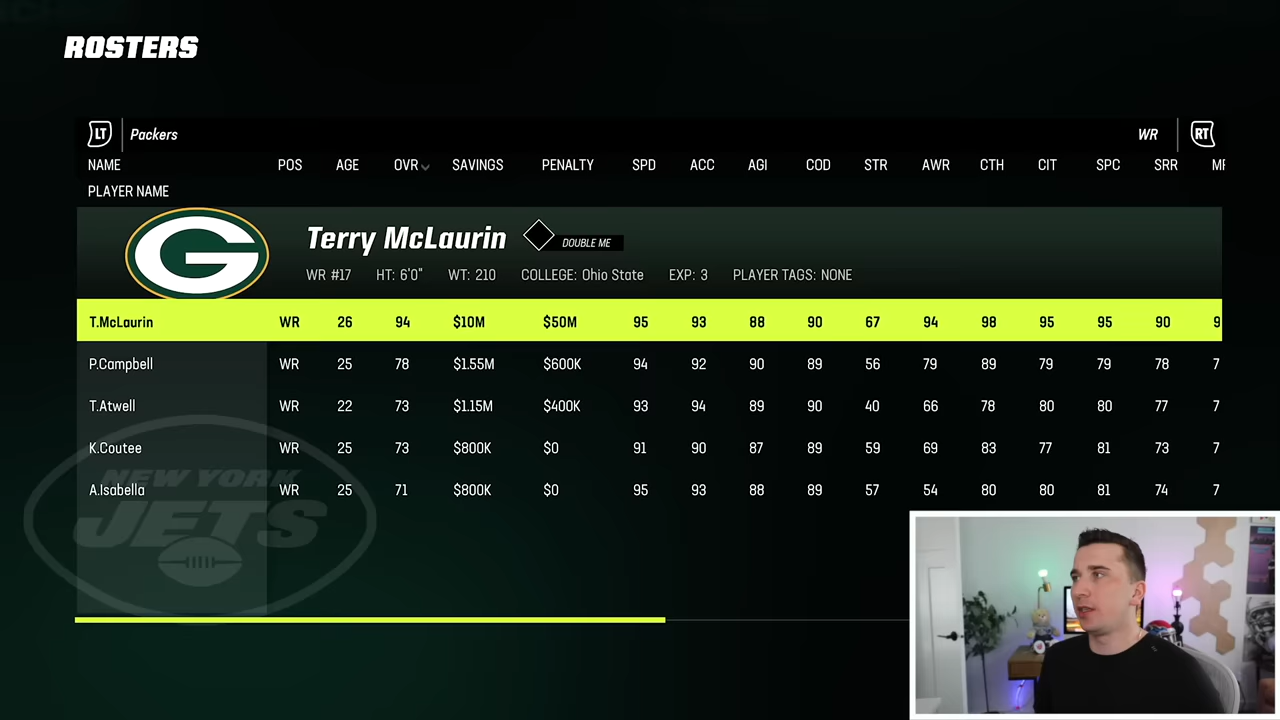 ROSTERS
LT Packers WR RT
NAME POS AGE OVR SAVINGS PENALTY SPD ACC AGI COD STR AWR CTH CIT SPC SRR
PLAYER NAME
G Terry McLaurin DOUBLE ME
WR #17 HT: 6'0" WT: 210 COLLEGE: Ohio State EXP: 3 PLAYER TAGS: NONE
T.McLaurin WR 26 94 $10M $50M 95 93 88 90 67 94 98 95 95 90 9
P.Campbell WR 25 78 $1.55M $600K 94 92 90 89 56 79 89 79 79 78 7
T.Atwell WR 22 73 $1.15M $400K 93 94 89 90 40 66 78 80 80 77 7
K.Coutee WR 25 73 $800K $0 91 90 87 89 59 69 83 77 81 73 7
A.Isabella WR 25 71 $800K $0 95 93 88 89 57 54 80 80 81 74 7
NEW YORK
JETS